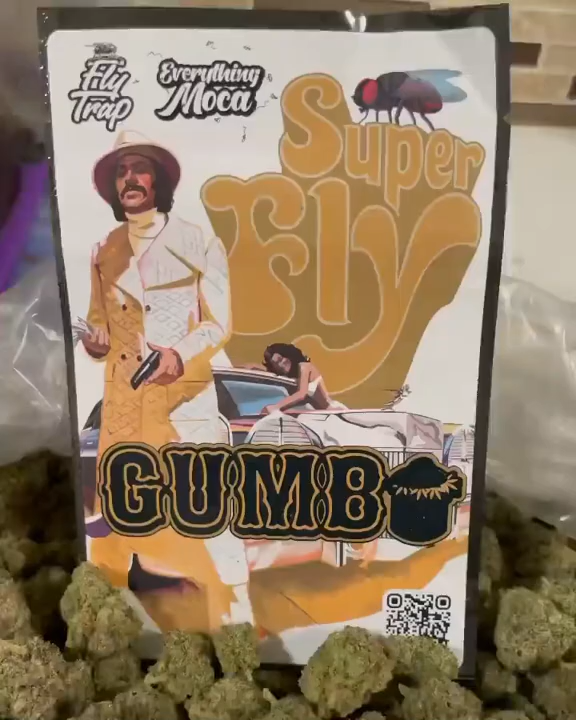 Fly
Trap
Everything
Moca
Super
Fly
GUMBO